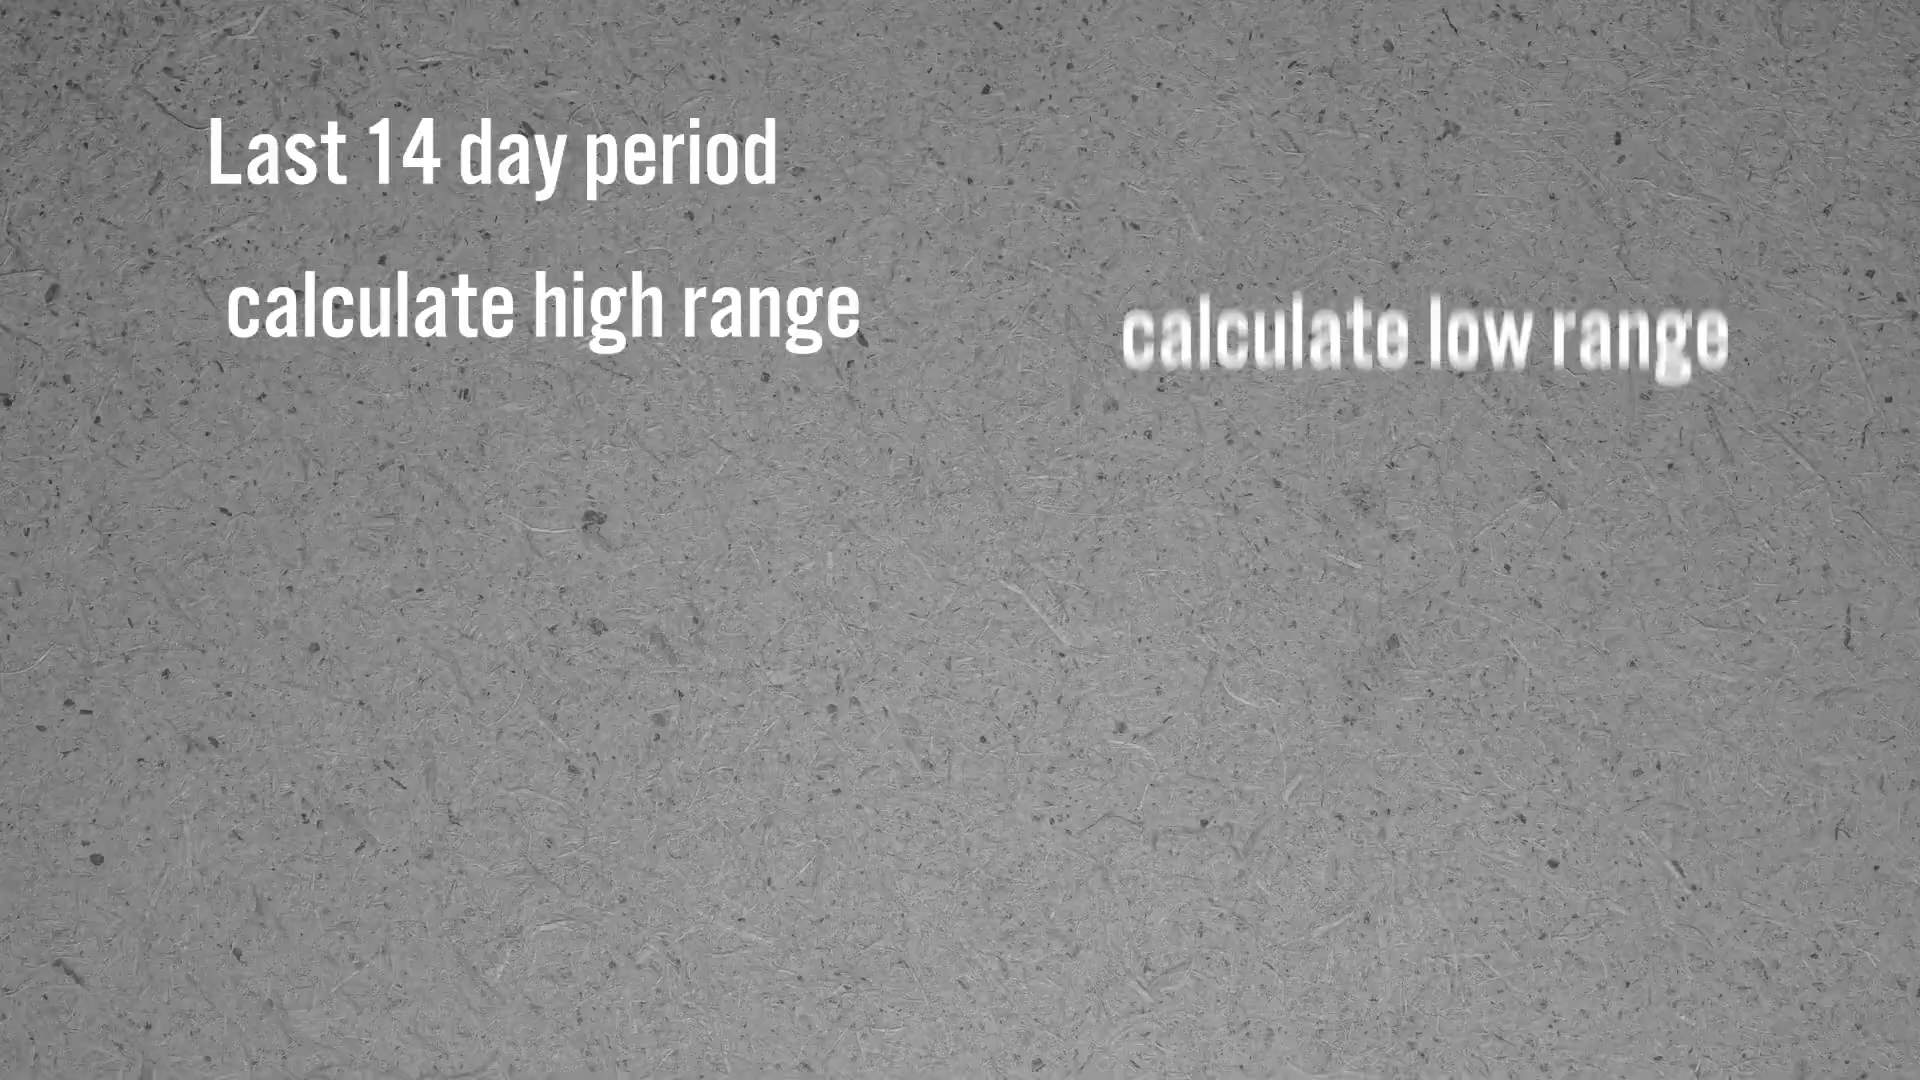 Last 14 day period
calculate high range
calculate low range